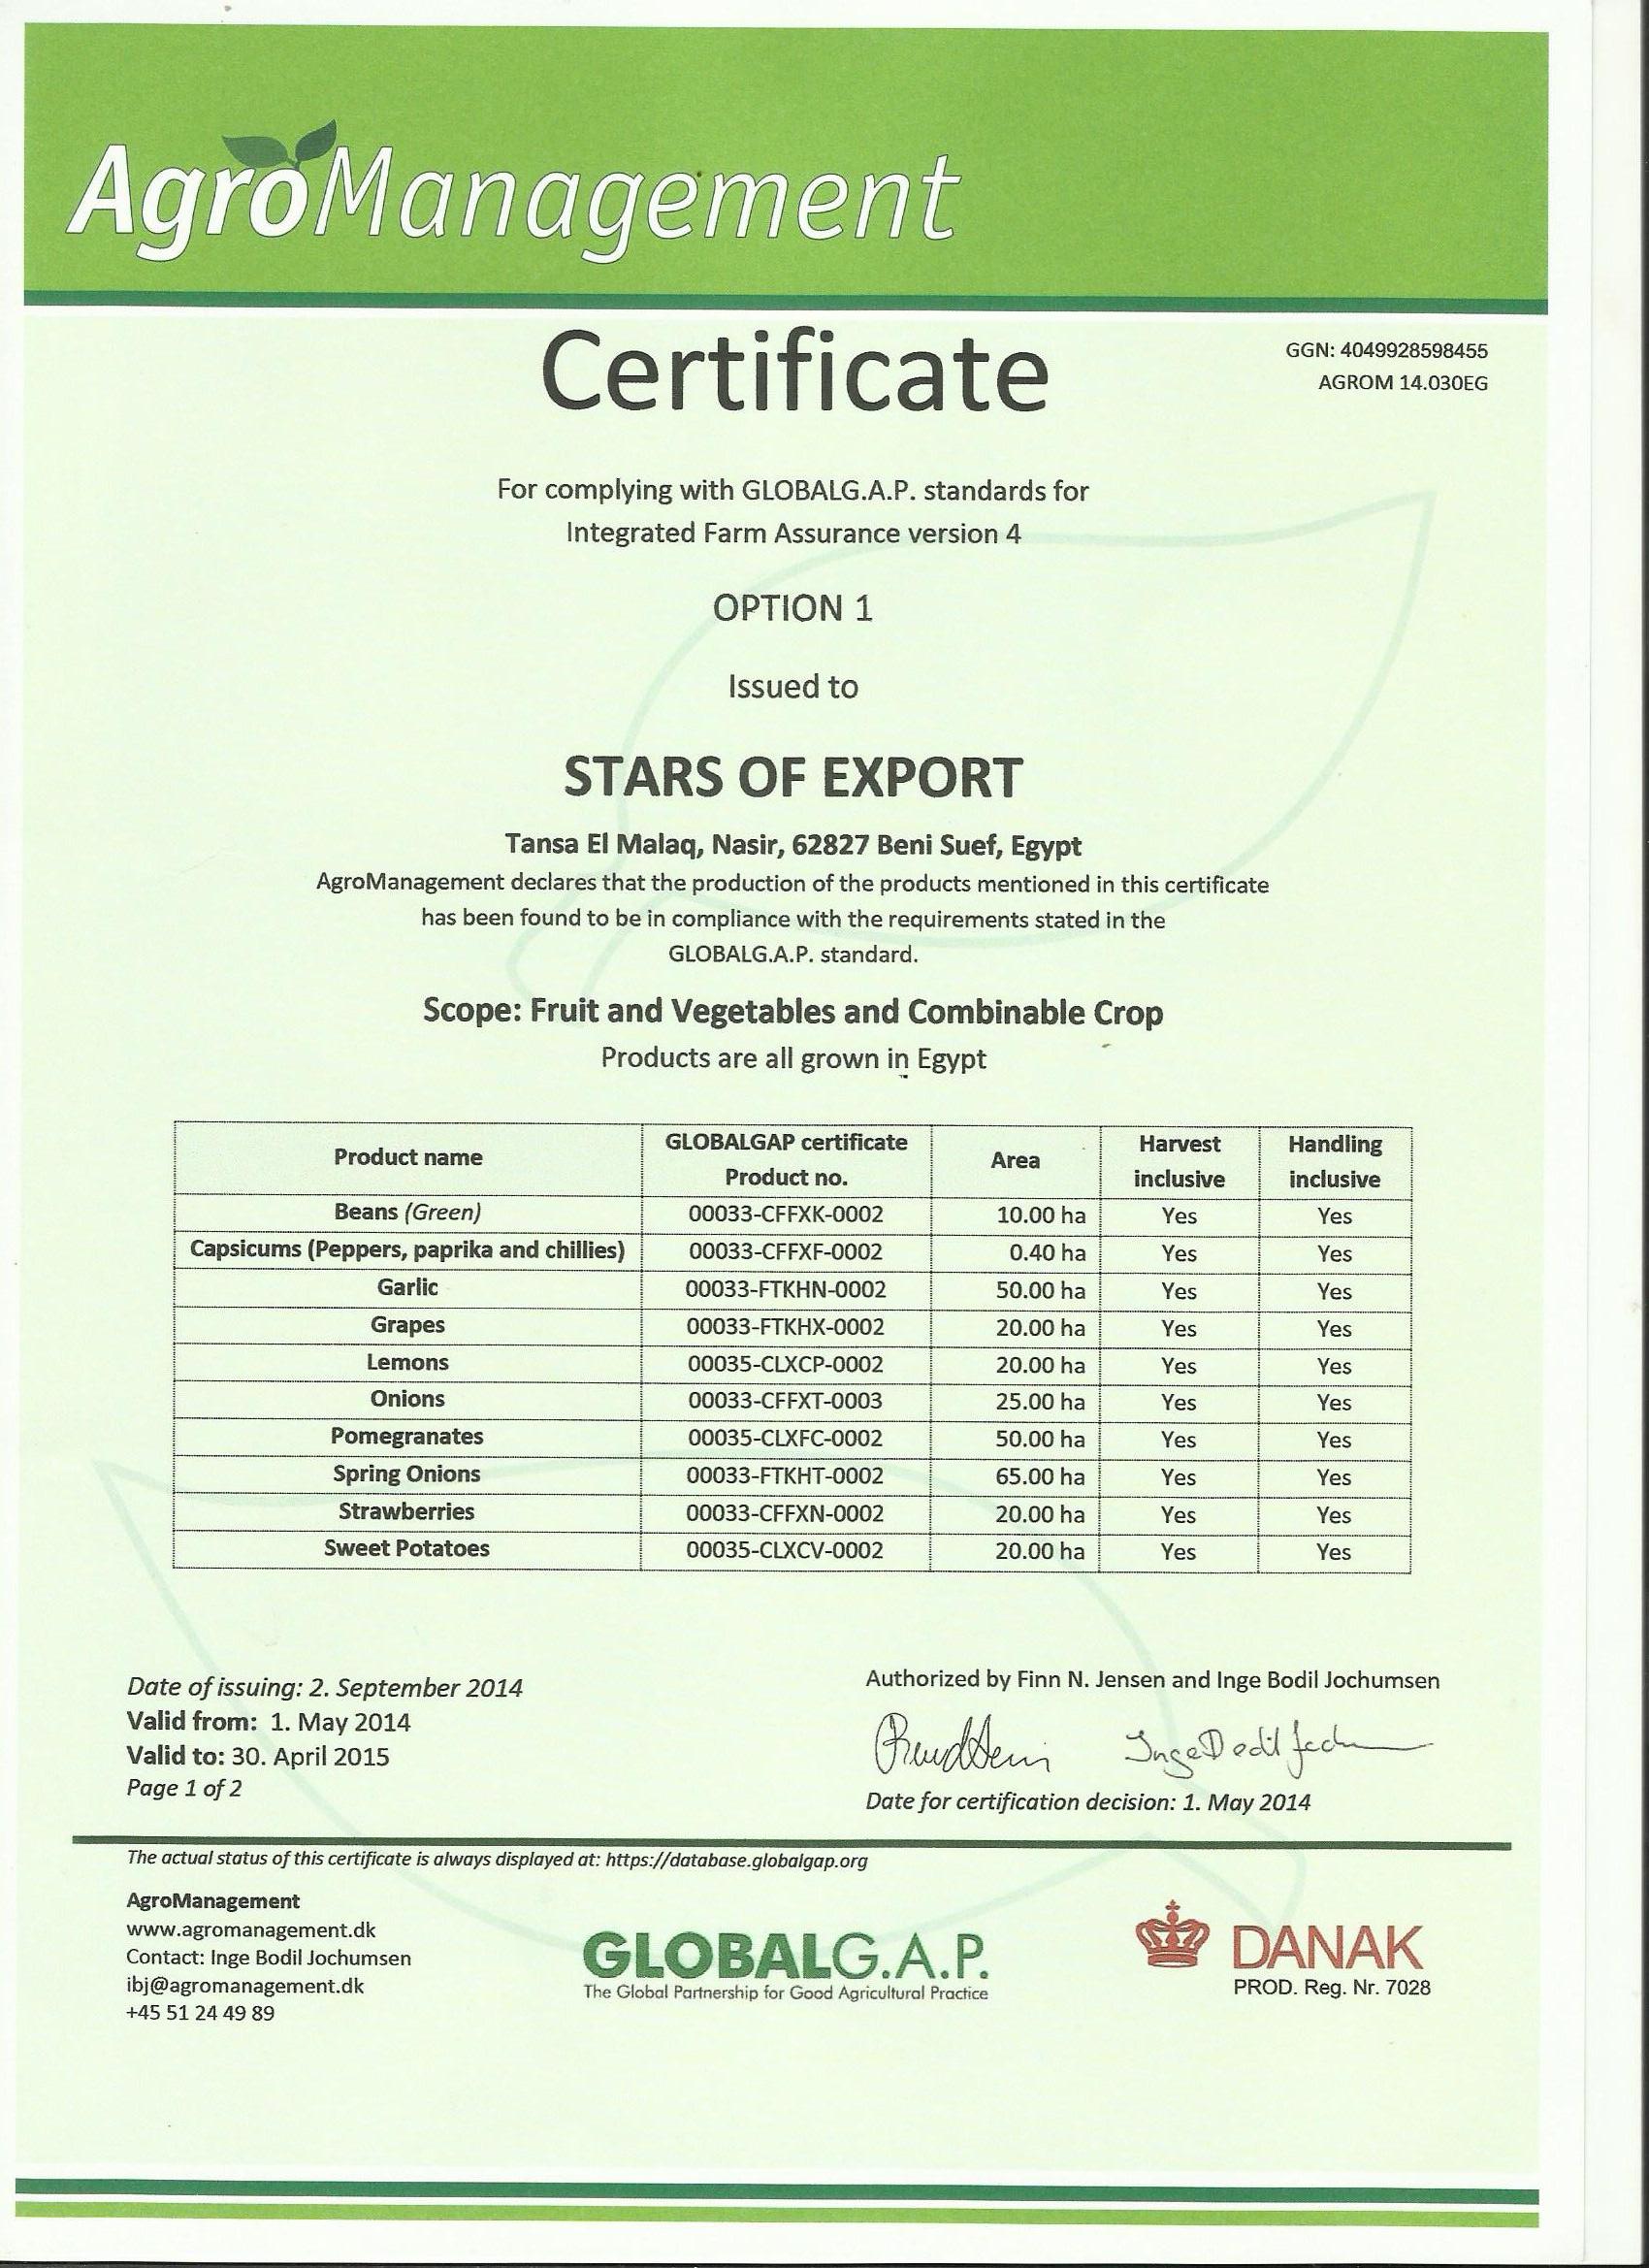 AgroManagement
Certificate
GGN: 4049928598455
AGROM 14.030EG
For complying with GLOBALG.A.P. standards for
Integrated Farm Assurance version 4
OPTION 1
Issued to
STARS OF EXPORT
Tansa El Malaq, Nasir, 62827 Beni Suef, Egypt
AgroManagement declares that the production of the products mentioned in this certificate
has been found to be in compliance with the requirements stated in the
GLOBALG.A.P. standard.
Scope: Fruit and Vegetables and Combinable Crop
Products are all grown in Egypt
Product name GLOBALGAP certificate Product no. Area Harvest inclusive Handling inclusive
Beans (Green) 00033-CFFXK-0002 10.00 ha Yes Yes
Capsicums (Peppers, paprika and chillies) 00033-CFFXF-0002 0.40 ha Yes Yes
Garlic 00033-FTKHN-0002 50.00 ha Yes Yes
Grapes 00033-FTKHX-0002 20.00 ha Yes Yes
Lemons 00035-CLXCP-0002 20.00 ha Yes Yes
Onions 00033-CFFXT-0003 25.00 ha Yes Yes
Pomegranates 00035-CLXFC-0002 50.00 ha Yes Yes
Spring Onions 00033-FTKHT-0002 65.00 ha Yes Yes
Strawberries 00033-CFFXN-0002 20.00 ha Yes Yes
Sweet Potatoes 00035-CLXCV-0002 20.00 ha Yes Yes
Date of issuing: 2. September 2014
Valid from: 1. May 2014
Valid to: 30. April 2015
Page 1 of 2
Authorized by Finn N. Jensen and Inge Bodil Jochumsen
Date for certification decision: 1. May 2014
The actual status of this certificate is always displayed at: https://database.globalgap.org
AgroManagement
www.agromanagement.dk
Contact: Inge Bodil Jochumsen
ibj@agromanagement.dk
+45 51 24 49 89
GLOBALG.A.P.
The Global Partnership for Good Agricultural Practice
DANAK
PROD. Reg. Nr. 7028